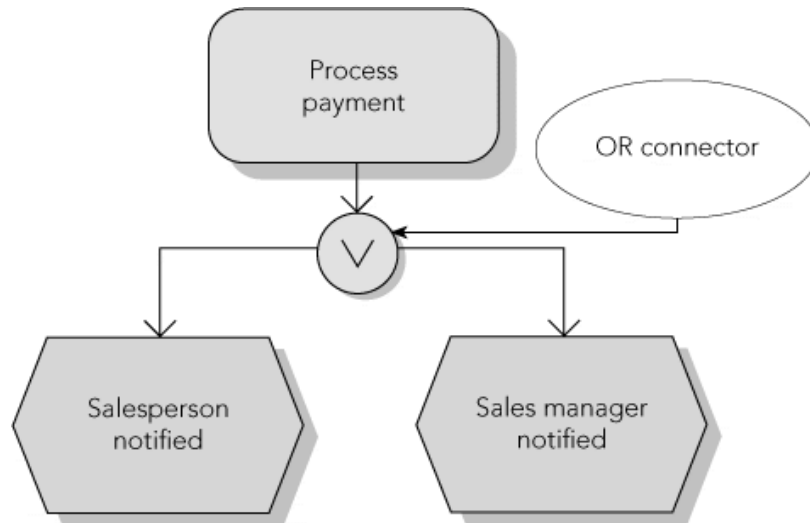 Process
payment
OR connector
Salesperson
notified
Sales manager
notified